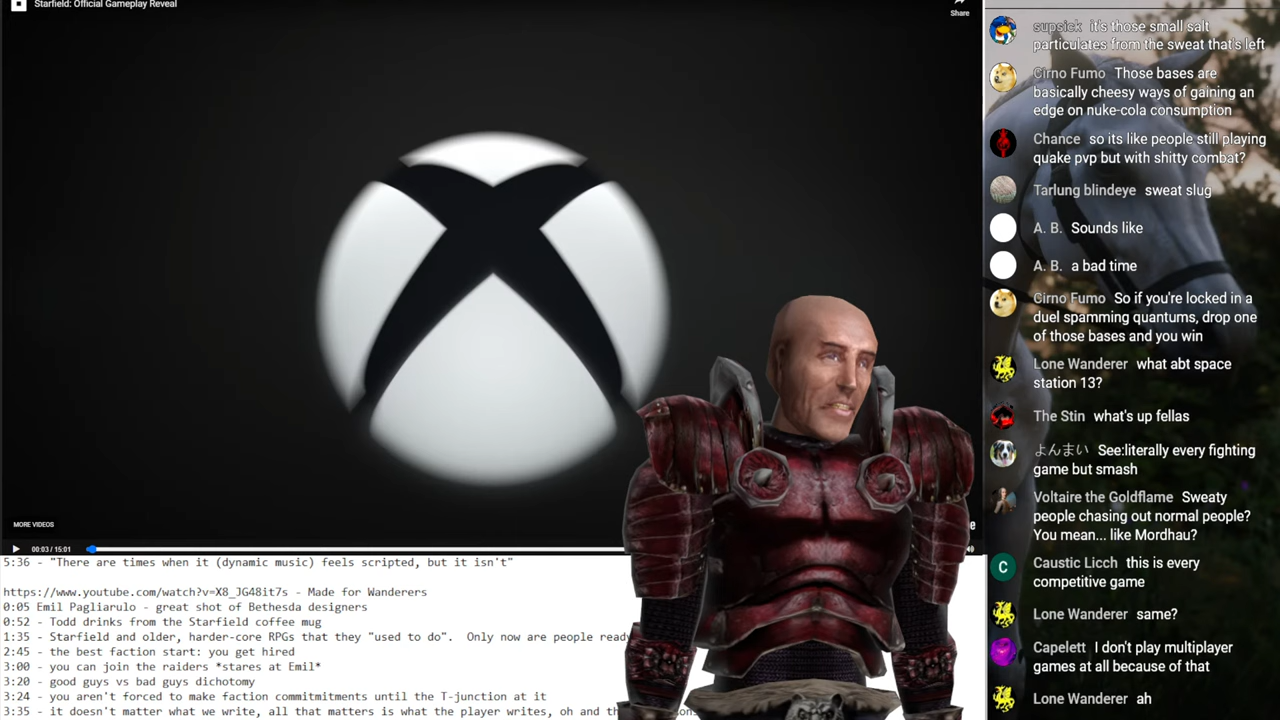 Starfield: Official Gameplay Reveal
Share
MORE VIDEOS
00:03 / 15:01
5:36 - "There are times when it (dynamic music) feels scripted, but it isn't"
https://www.youtube.com/watch?v=X8_JG48it7s - Made for Wanderers
0:05 Emil Pagliarulo - great shot of Bethesda designers
0:52 - Todd drinks from the Starfield coffee mug
1:35 - Starfield and older, harder-core RPGs that they "used to do".  Only now are people ready
2:45 - the best faction start: you get hired
3:00 - you can join the raiders *stares at Emil*
3:20 - good guys vs bad guys dichotomy
3:24 - you aren't forced to make faction commitmitments until the T-junction at it
3:35 - it doesn't matter what we write, all that matters is what the player writes, oh and
supsick it's those small salt
particulates from the sweat that's left
Cirno Fumo Those bases are
basically cheesy ways of gaining an
edge on nuke-cola consumption
Chance so its like people still playing
quake pvp but with shitty combat?
Tarlung blindeye sweat slug
A. B. Sounds like
A. B. a bad time
Cirno Fumo So if you're locked in a
duel spamming quantums, drop one
of those bases and you win
Lone Wanderer what abt space
station 13?
The Stin what's up fellas
よんまい See:literally every fighting
game but smash
Voltaire the Goldflame Sweaty
people chasing out normal people?
You mean... like Mordhau?
C
Caustic Licch this is every
competitive game
Lone Wanderer same?
Capelett I don't play multiplayer
games at all because of that
Lone Wanderer ah